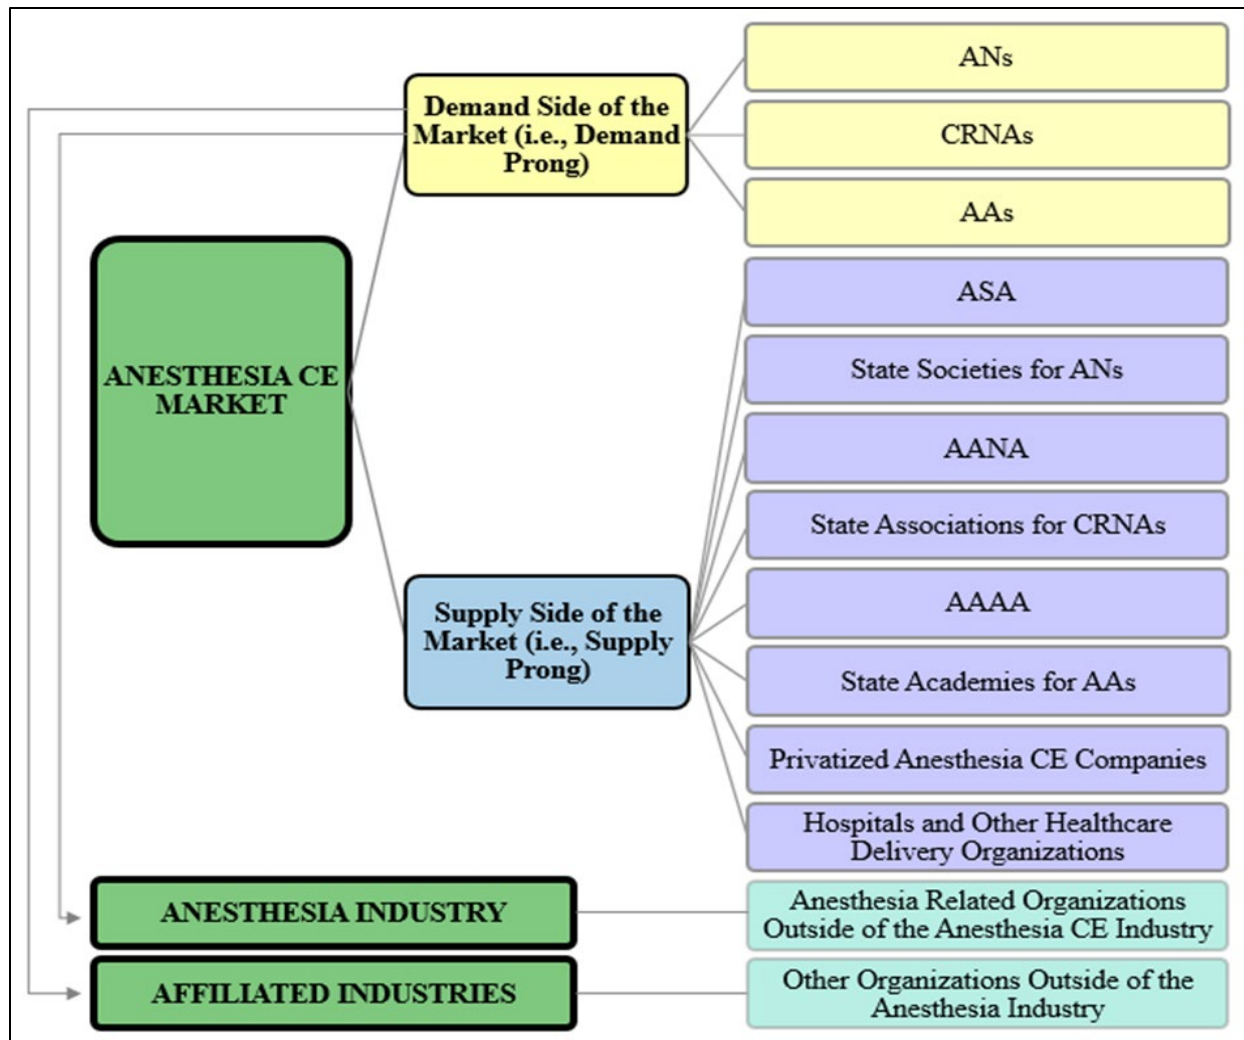 Demand Side of the
Market (i.e., Demand
Prong)
ANs
CRNAs
AAs
ANESTHESIA CE
MARKET
ASA
State Societies for ANs
AANA
State Associations for CRNAs
AAAA
State Academies for AAs
Privatized Anesthesia CE Companies
Hospitals and Other Healthcare
Delivery Organizations
Supply Side of the
Market (i.e., Supply
Prong)
ANESTHESIA INDUSTRY
Anesthesia Related Organizations
Outside of the Anesthesia CE Industry
AFFILIATED INDUSTRIES
Other Organizations Outside of the
Anesthesia Industry